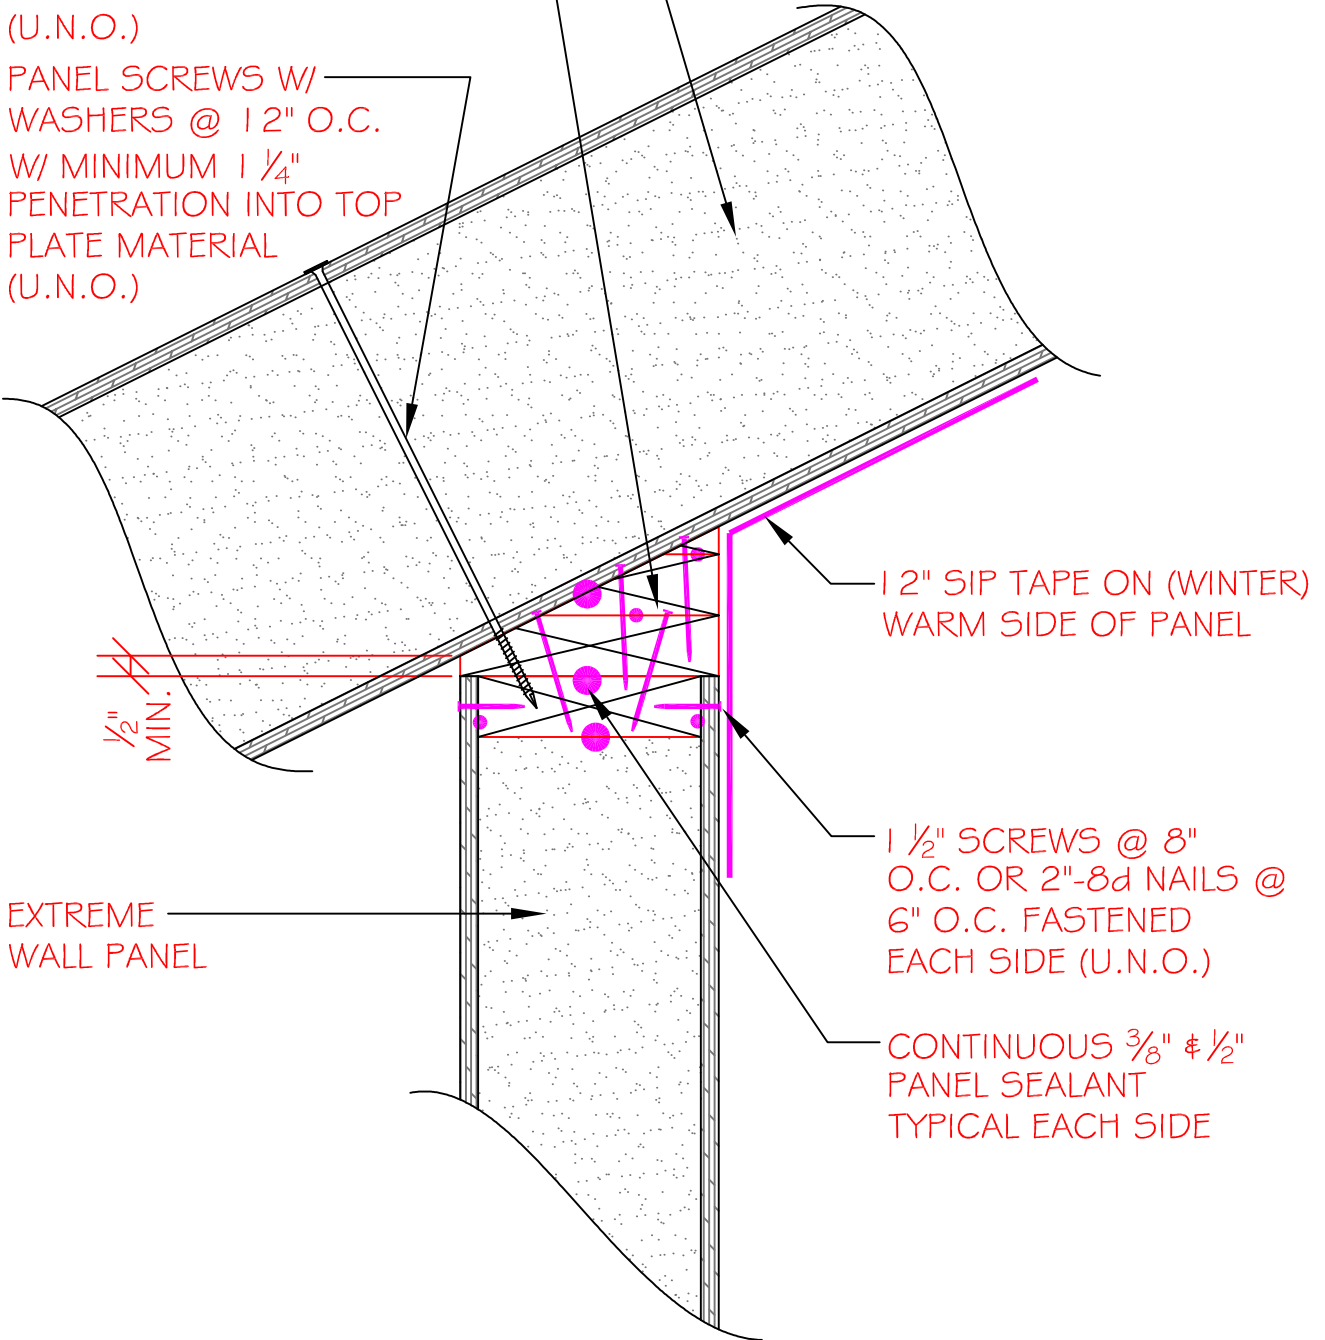 (U.N.O.)
PANEL SCREWS W/
WASHERS @ 12" O.C.
W/ MINIMUM 1 1/4"
PENETRATION INTO TOP
PLATE MATERIAL
(U.N.O.)
12" SIP TAPE ON (WINTER)
WARM SIDE OF PANEL
1/2"
MIN.
1 1/2" SCREWS @ 8"
O.C. OR 2"-8d NAILS @
6" O.C. FASTENED
EACH SIDE (U.N.O.)
EXTREME
WALL PANEL
CONTINUOUS 3/8" & 1/2"
PANEL SEALANT
TYPICAL EACH SIDE